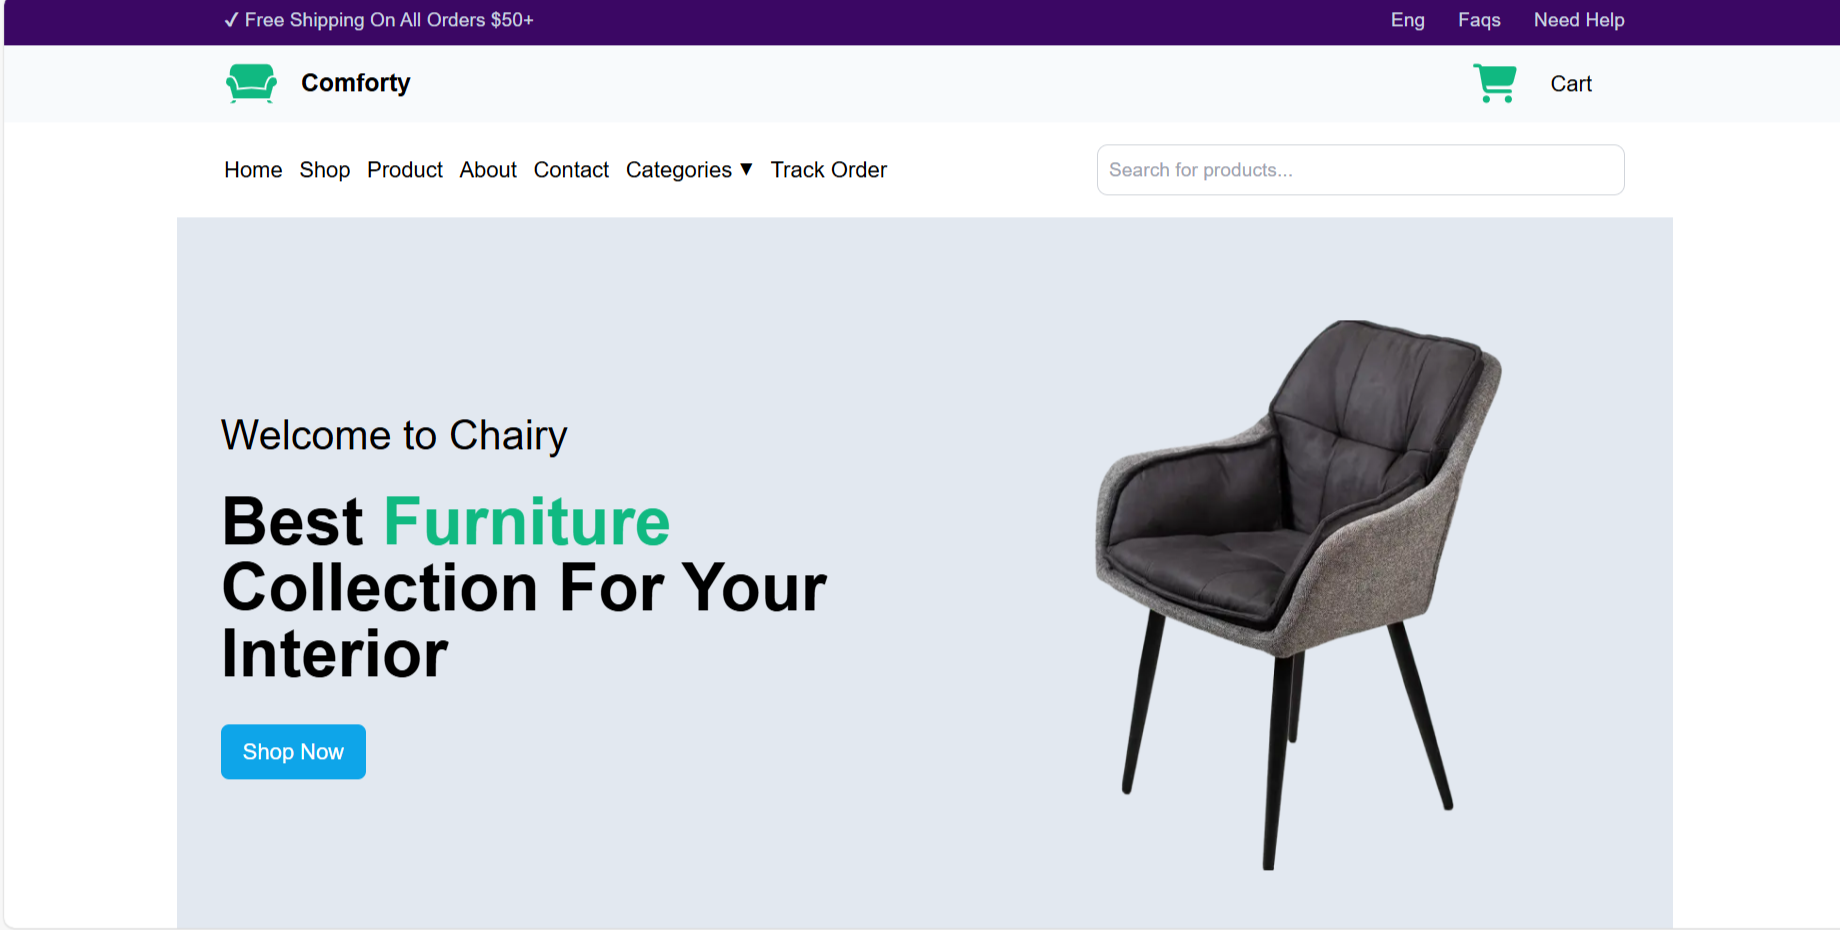 ✓ Free Shipping On All Orders $50+ Eng Faqs Need Help
Comforty Cart
Home Shop Product About Contact Categories ▼ Track Order Search for products...
Welcome to Chairy
Best Furniture
Collection For Your
Interior
Shop Now